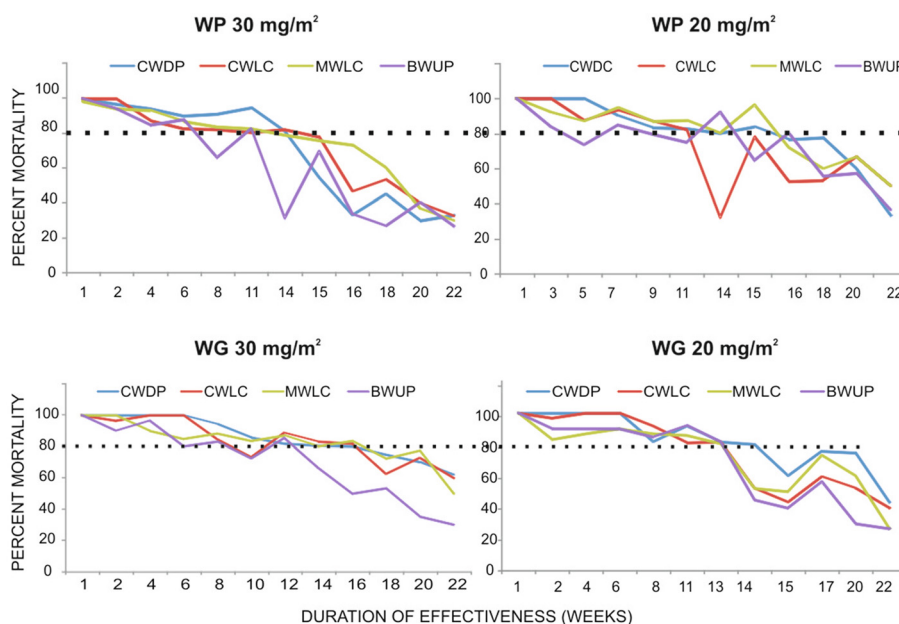 WP 30 mg/m²
WP 20 mg/m²
CWDP CWLC MWLC BWUP
CWDC CWLC MWLC BWUP
PERCENT MORTALITY
100
80
60
40
20
0
1 2 4 6 8 11 14 15 16 18 20 22
100
80
60
40
20
0
1 3 5 7 9 11 14 15 16 18 20 22
WG 30 mg/m²
WG 20 mg/m²
CWDP CWLC MWLC BWUP
CWDP CWLC MWLC BWUP
PERCENT MORTALITY
100
80
60
40
20
0
1 2 4 6 8 10 12 14 16 18 20 22
100
80
60
40
20
0
1 2 4 6 8 11 13 14 15 17 20 22
DURATION OF EFFECTIVENESS (WEEKS)